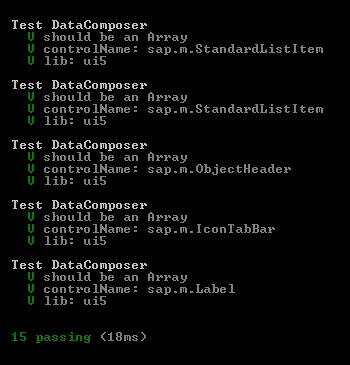 Test DataComposer
V should be an Array
V controlName: sap.m.StandardListItem
V lib: ui5
Test DataComposer
V should be an Array
V controlName: sap.m.StandardListItem
V lib: ui5
Test DataComposer
V should be an Array
V controlName: sap.m.ObjectHeader
V lib: ui5
Test DataComposer
V should be an Array
V controlName: sap.m.IconTabBar
V lib: ui5
Test DataComposer
V should be an Array
V controlName: sap.m.Label
V lib: ui5
15 passing (18ms)